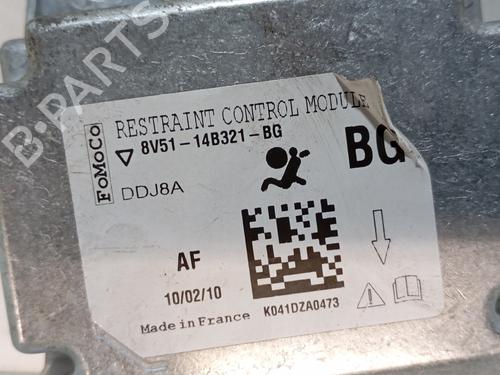 B-PARTS
FoMoCo
RESTRAINT CONTROL MODULE
8V51-14B321-BG
BG
DDJ8A
AF
10/02/10
Made in France
K041DZA0473